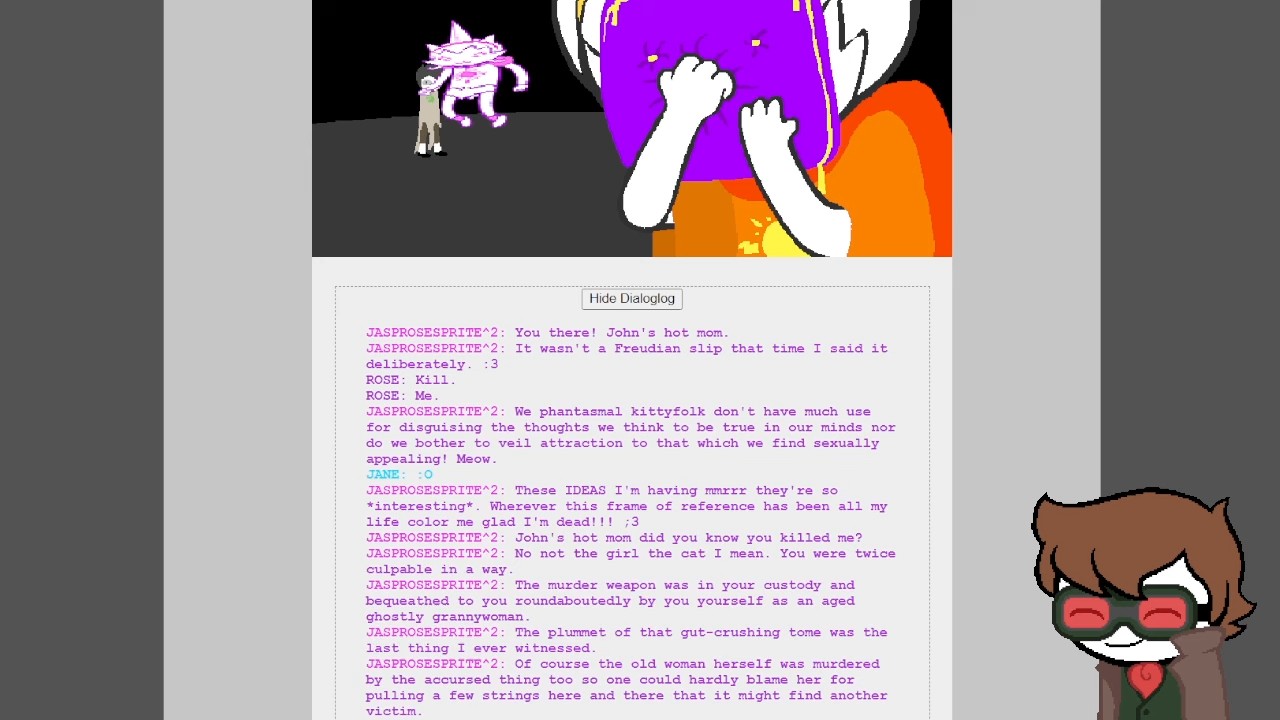 Hide Dialoglog
JASPROSESPRITE^2: You there! John's hot mom.
JASPROSESPRITE^2: It wasn't a Freudian slip that time I said it
deliberately. :3
ROSE: Kill.
ROSE: Me.
JASPROSESPRITE^2: We phantasmal kittyfolk don't have much use
for disguising the thoughts we think to be true in our minds nor
do we bother to veil attraction to that which we find sexually
appealing! Meow.
JANE: :O
JASPROSESPRITE^2: These IDEAS I'm having mmrrr they're so
*interesting*. Wherever this frame of reference has been all my
life color me glad I'm dead!!! ;3
JASPROSESPRITE^2: John's hot mom did you know you killed me?
JASPROSESPRITE^2: No not the girl the cat I mean. You were twice
culpable in a way.
JASPROSESPRITE^2: The murder weapon was in your custody and
bequeathed to you roundaboutedly by you yourself as an aged
ghostly grannywoman.
JASPROSESPRITE^2: The plummet of that gut-crushing tome was the
last thing I ever witnessed.
JASPROSESPRITE^2: Of course the old woman herself was murdered
by the accursed thing too so one could hardly blame her for
pulling a few strings here and there that it might find another
victim.